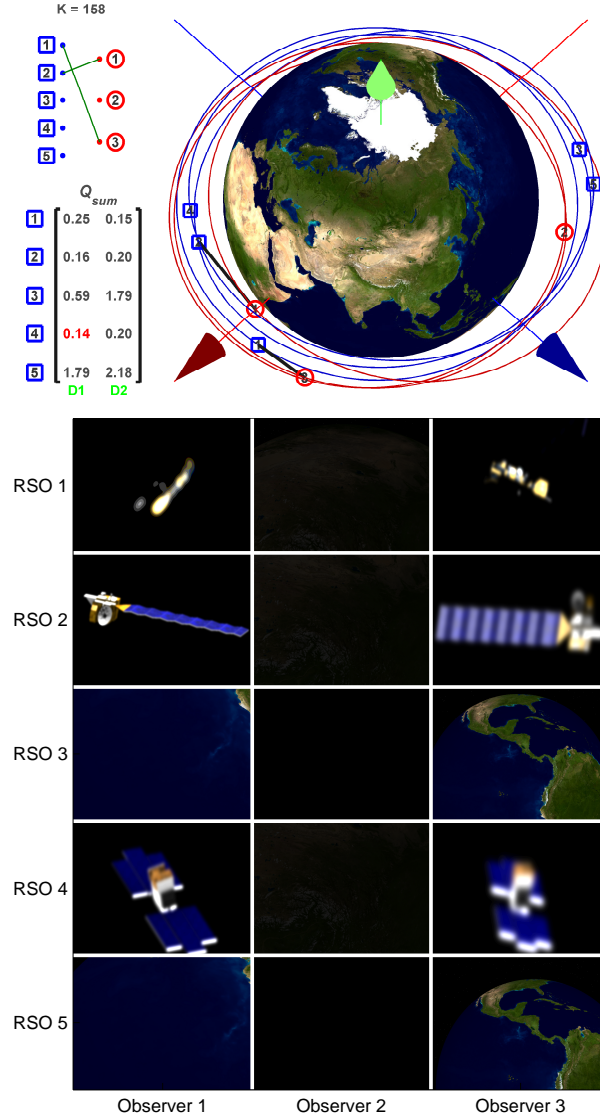 K = 158
1
1
2
2
3
3
4
5
Q_sum
1 0.25 0.15
2 0.16 0.20
3 0.59 1.79
4 0.14 0.20
5 1.79 2.18
D1 D2
3
5
4
2
2
1
1
3
RSO 1
RSO 2
RSO 3
RSO 4
RSO 5
Observer 1 Observer 2 Observer 3